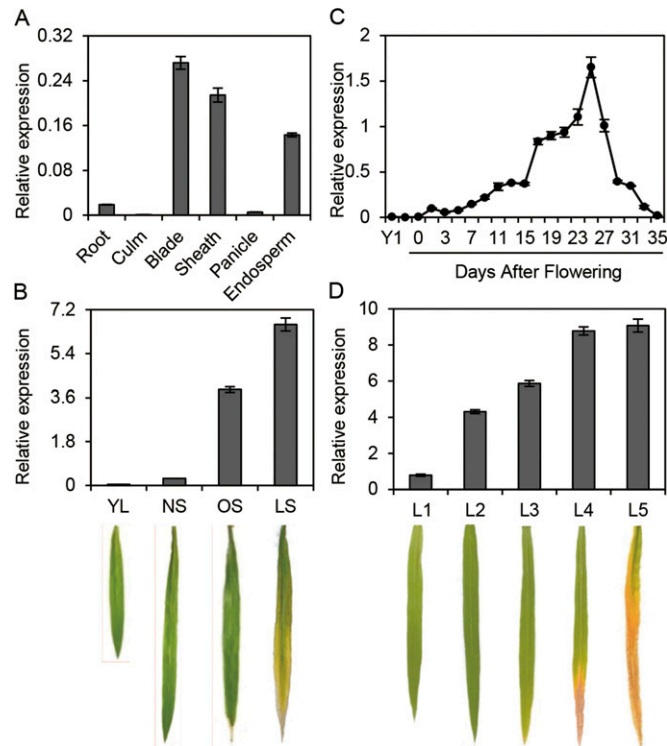 A
Relative expression
0.32
0.24
0.16
0.08
0
Root
Culm
Blade
Sheath
Panicle
Endosperm
C
Relative expression
2
1.5
1
0.5
0
Y1 0 3 7 11 15 19 23 27 31 35
Days After Flowering
B
Relative expression
7.2
5.4
3.6
1.8
0
YL NS OS LS
D
Relative expression
10
8
6
4
2
0
L1 L2 L3 L4 L5